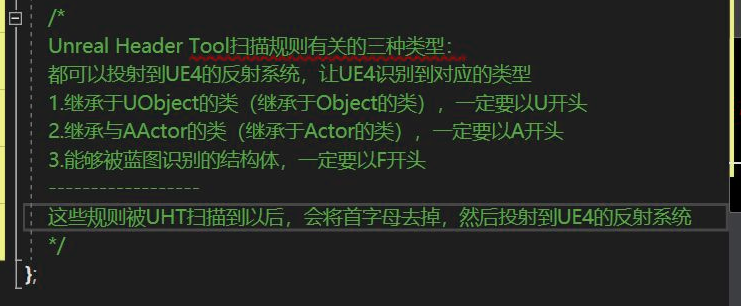 /*
Unreal Header Tool扫描规则有关的三种类型：
都可以投射到UE4的反射系统，让UE4识别到对应的类型
1.继承于UObject的类（继承于Object的类），一定要以U开头
2.继承与AActor的类（继承于Actor的类），一定要以A开头
3.能够被蓝图识别的结构体，一定要以F开头
------------------
这些规则被UHT扫描到以后，会将首字母去掉，然后投射到UE4的反射系统
*/
};